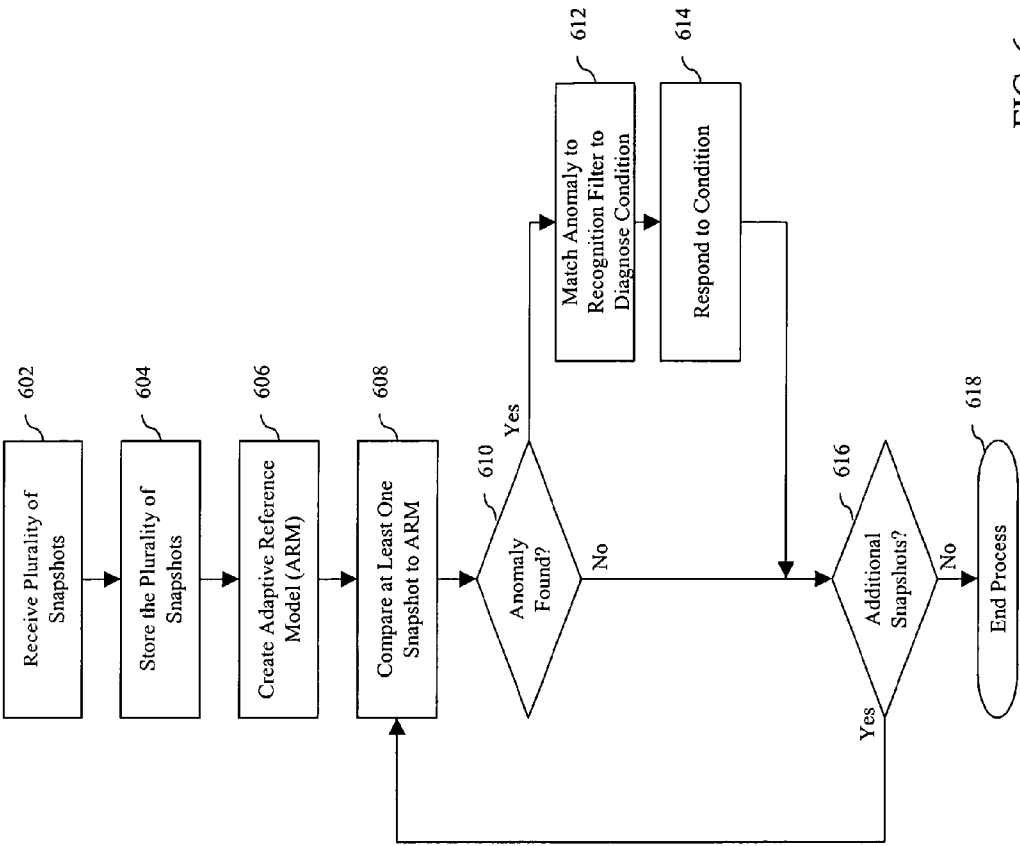 Receive Plurality of
Snapshots
602
Store the Plurality of
Snapshots
604
Create Adaptive Reference
Model (ARM)
606
Compare at Least One
Snapshot to ARM
608
Anomaly
Found?
610
Yes
No
Match Anomaly to
Recognition Filter to
Diagnose Condition
612
Respond to Condition
614
Additional
Snapshots?
616
Yes
No
End Process
618